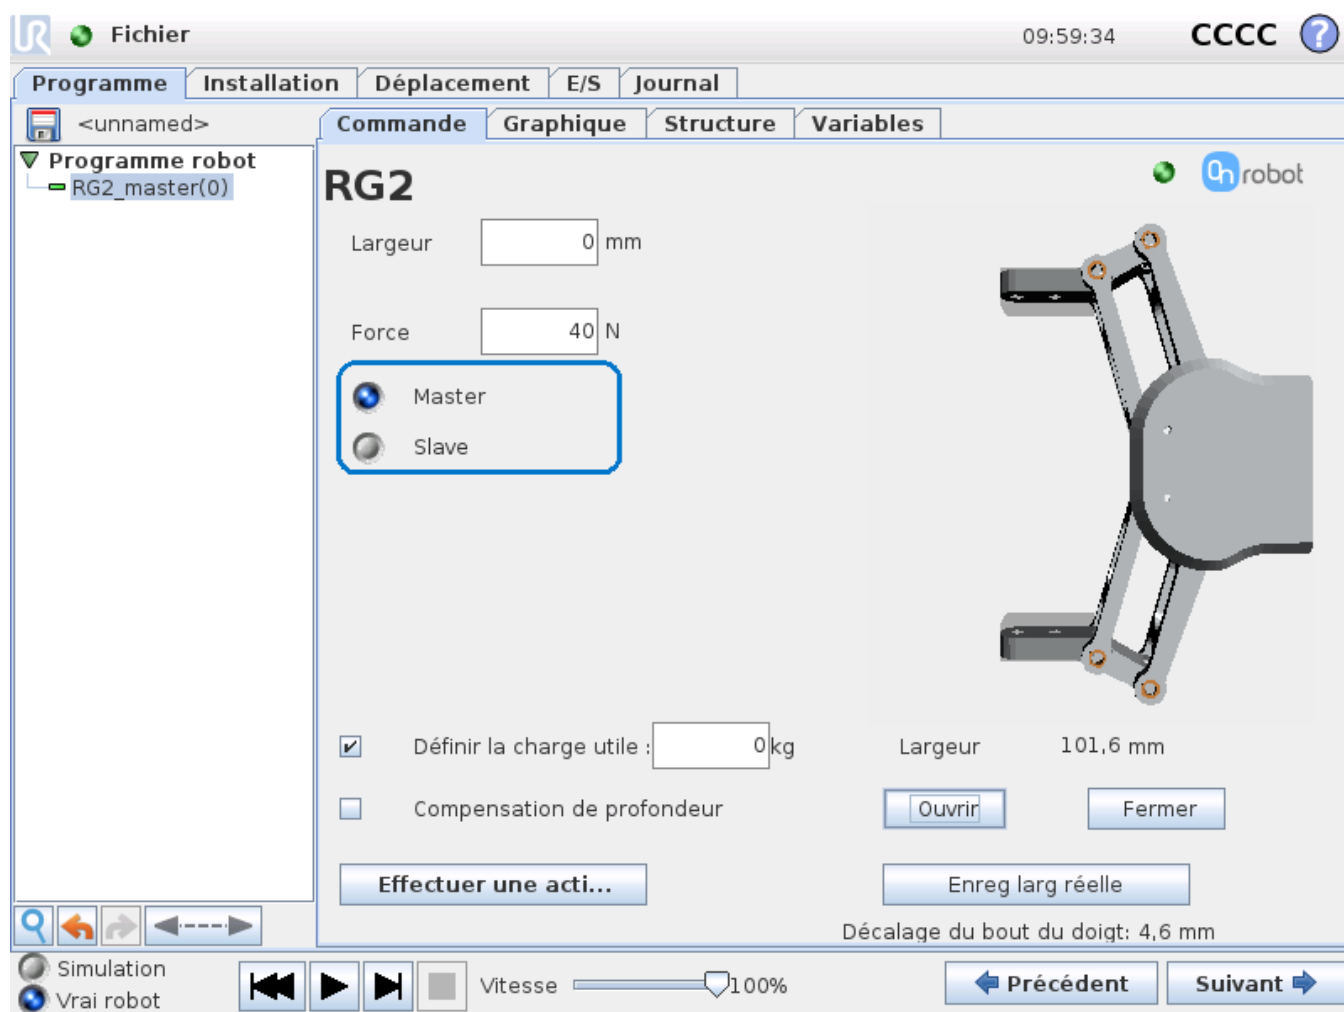 UR Fichier 09:59:34 CCCC ?
Programme Installation Déplacement E/S Journal
<unnamed> Commande Graphique Structure Variables
Programme robot
RG2_master(0)
RG2 On robot
Largeur 0 mm
Force 40 N
Master
Slave
Définir la charge utile : 0 kg Largeur 101,6 mm
Compensation de profondeur Ouvrir Fermer
Effectuer une acti... Enreg larg réelle
Décalage du bout du doigt: 4,6 mm
Simulation
Vrai robot Vitesse 100% Précédent Suivant